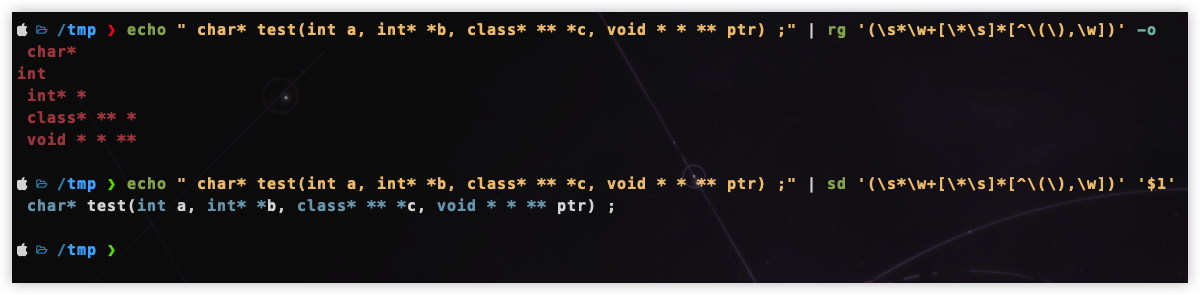 /tmp ❯ echo " char* test(int a, int* *b, class* ** *c, void * * ** ptr) ;" | rg '(\s*\w+[\*\s]*[^\(\),\w])' -o
 char*
int
 int* *
 class* ** *
 void * * **
/tmp ❯ echo " char* test(int a, int* *b, class* ** *c, void * * ** ptr) ;" | sd '(\s*\w+[\*\s]*[^\(\),\w])' '$1'
 char* test(int a, int* *b, class* ** *c, void * * ** ptr) ;
/tmp ❯